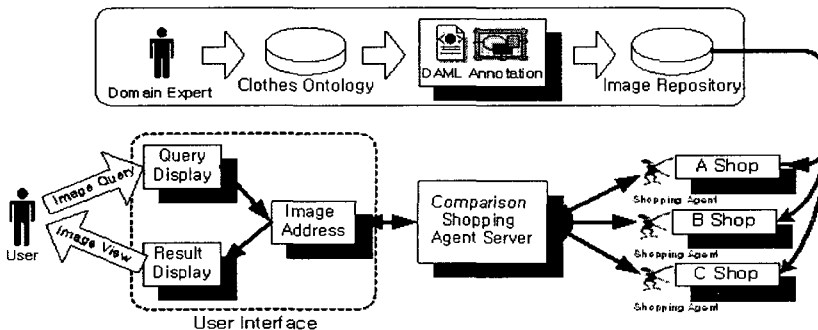 Domain Expert
Clothes Ontology
DAML Annotation
Image Repository
Image Query
Query
Display
Image
Address
Image View
Result
Display
User
User Interface
Comparison
Shopping
Agent Server
A Shop
Shopping Agent
B Shop
Shopping Agent
C Shop
Shopping Agent